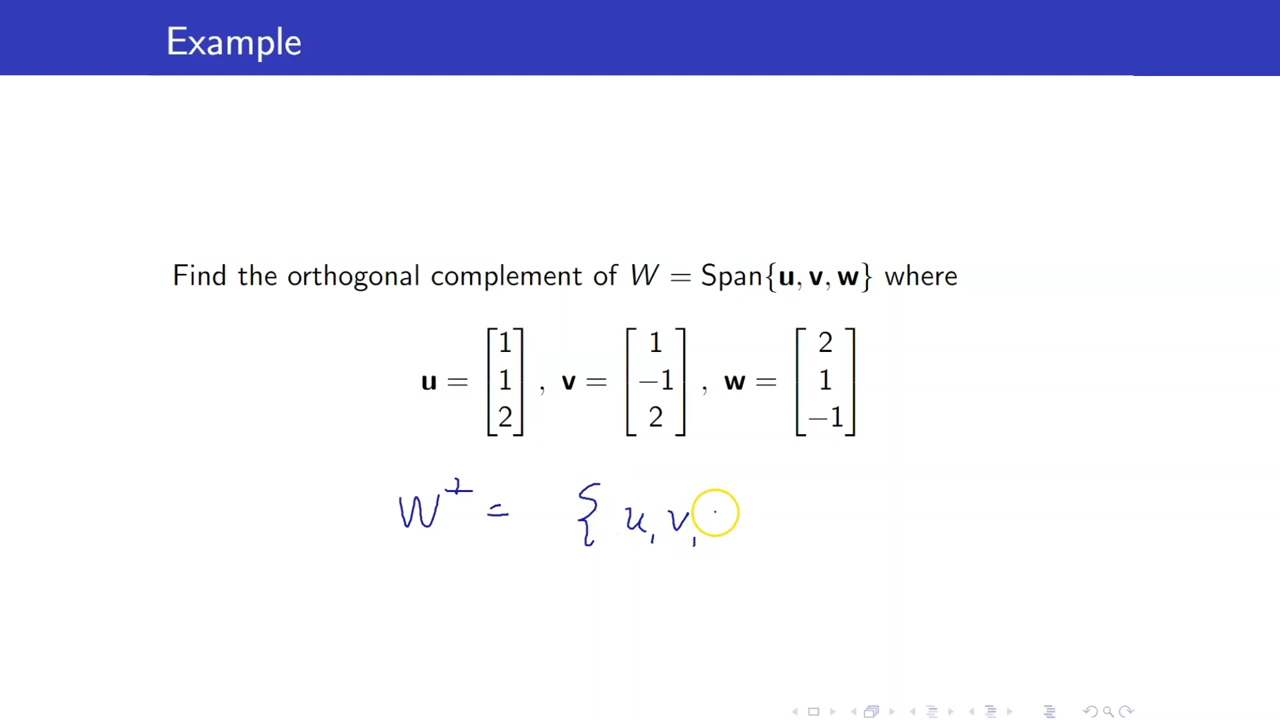 Example
Find the orthogonal complement of W = Span{u, v, w} where
u = [1 1 2] , v = [1 −1 2] , w = [2 1 −1]
W⊥ = { u, v,